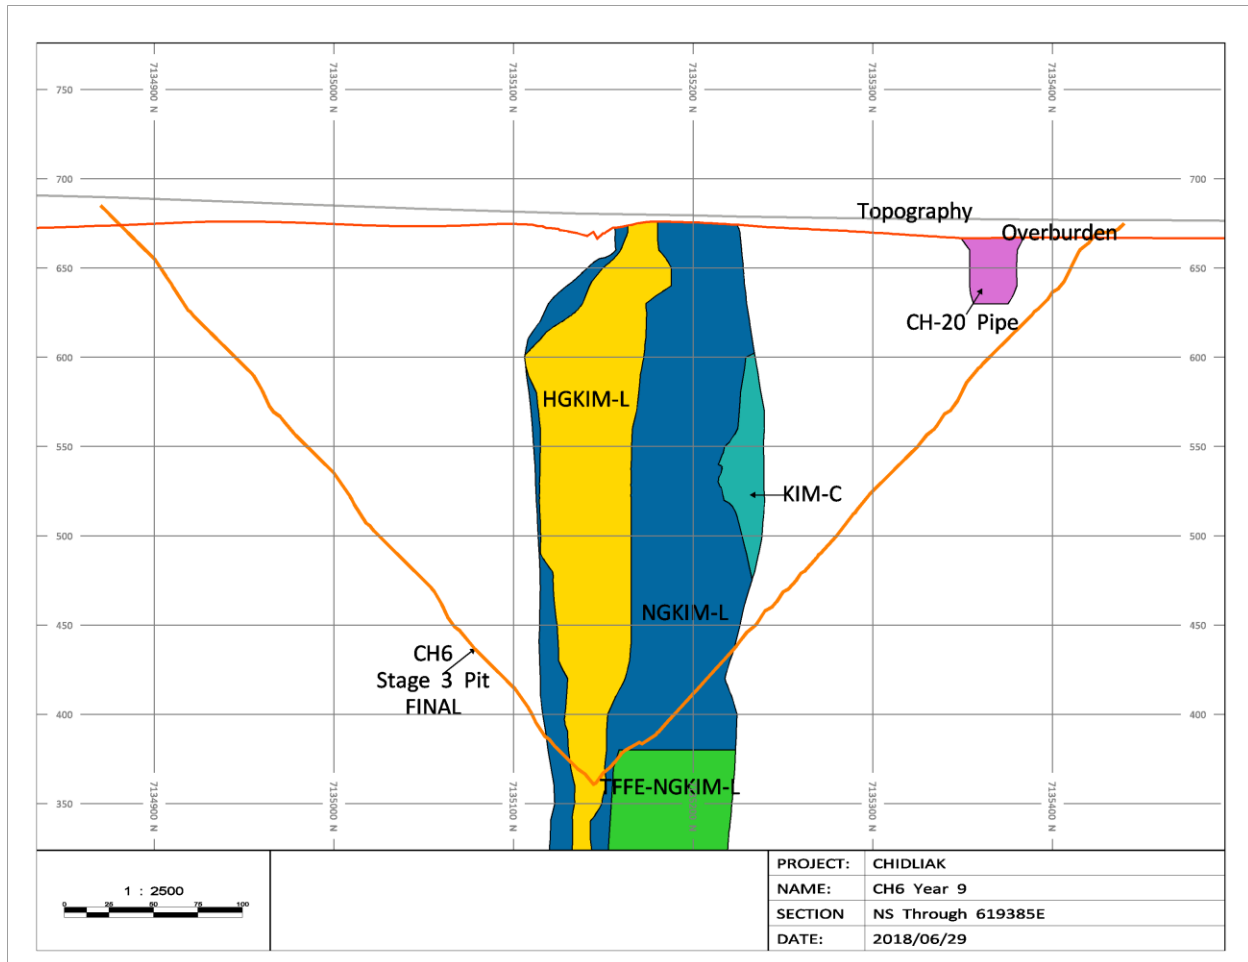 7134900 N
7135000 N
7135100 N
7135200 N
7135300 N
7135400 N
750
700
700
Topography
Overburden
650
650
CH-20 Pipe
600
600
HGKIM-L
550
550
KIM-C
500
500
NGKIM-L
450
450
CH6
Stage 3 Pit
FINAL
400
400
TFFE-NGKIM-L
350
7134900 N
7135000 N
7135100 N
7135200 N
7135300 N
7135400 N
1 : 2500
0 25 50 75 100
PROJECT: CHIDLIAK
NAME: CH6 Year 9
SECTION NS Through 619385E
DATE: 2018/06/29